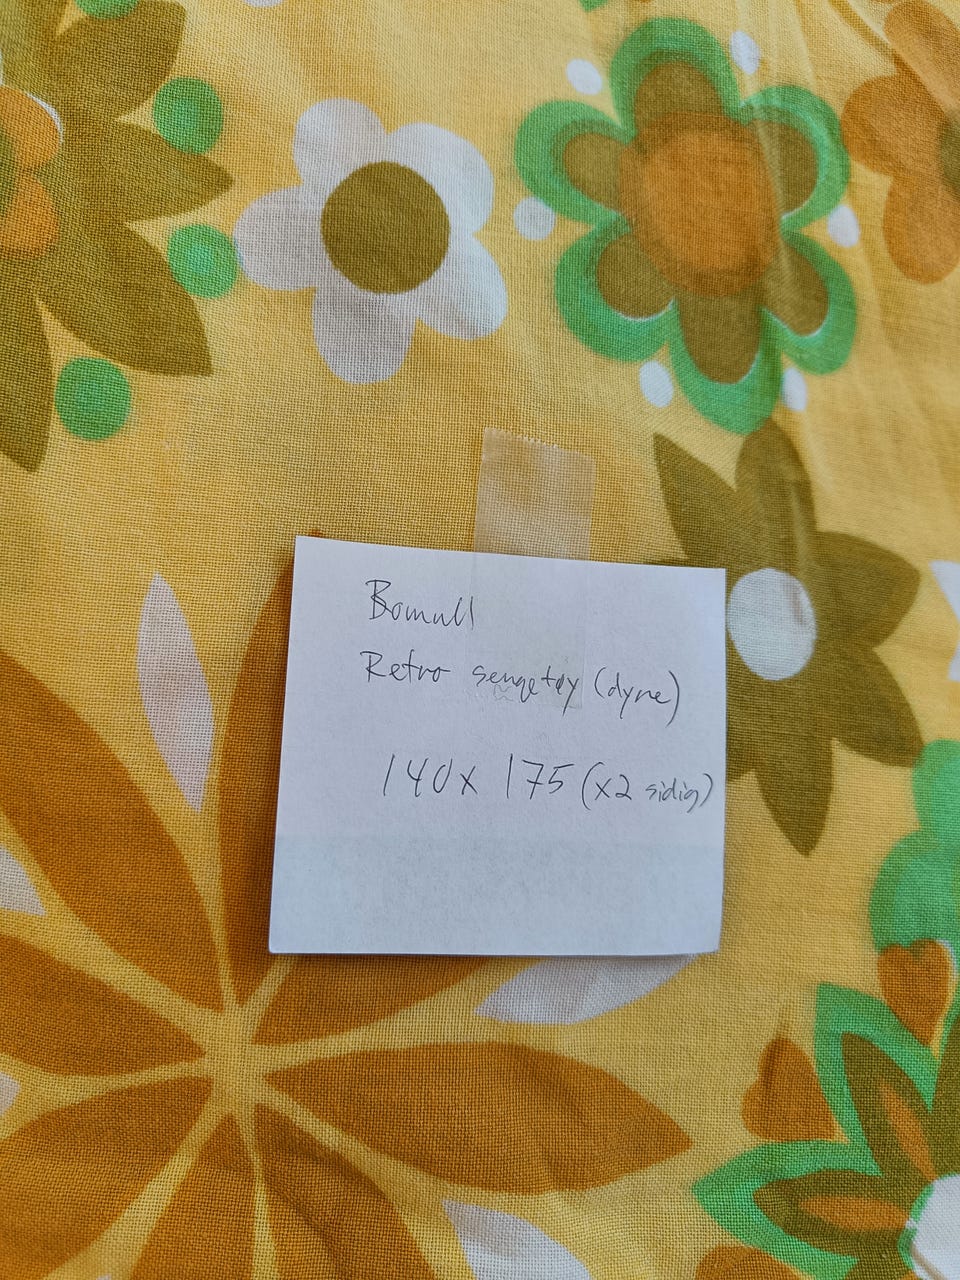 Bomull
Retro sengetøy (dyne)
140x 175 (x2 sidig)